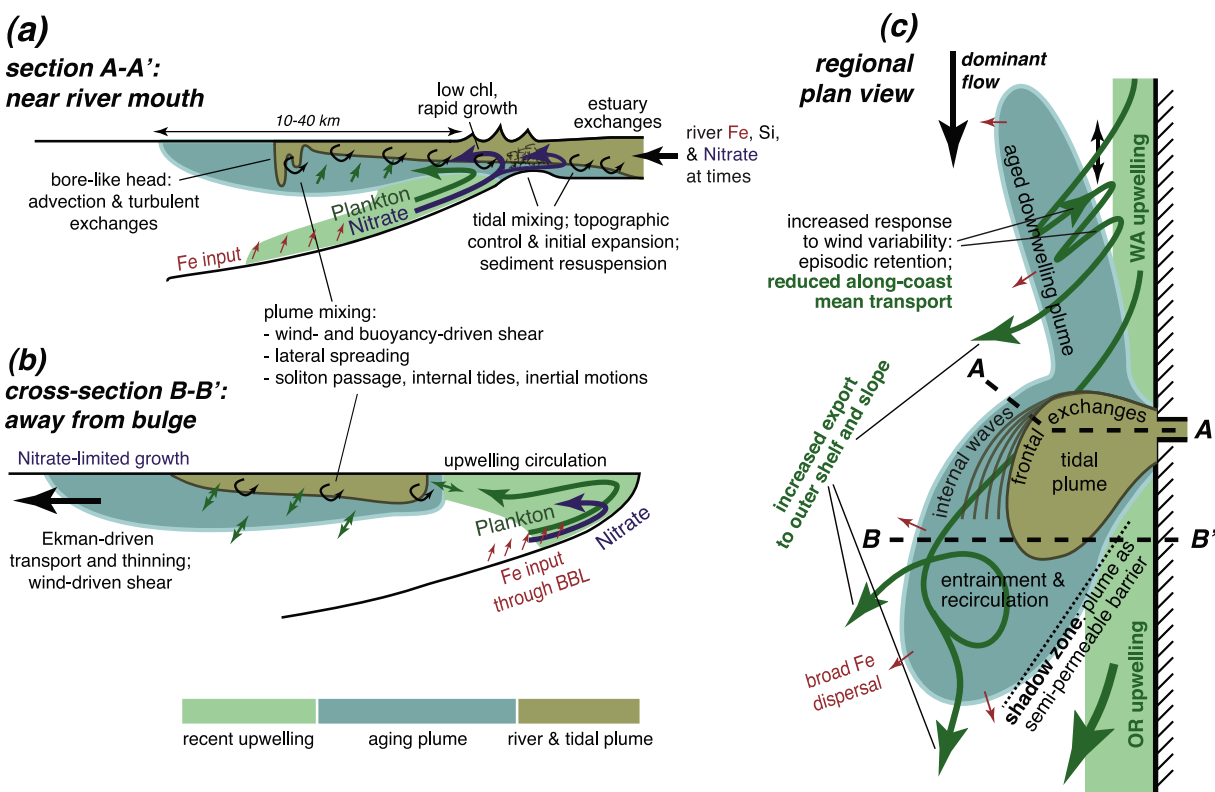 (a)
section A-A':
near river mouth
10-40 km
low chl,
rapid growth
estuary
exchanges
river Fe, Si,
& Nitrate
at times
bore-like head:
advection & turbulent
exchanges
Plankton
Nitrate
Fe input
tidal mixing; topographic
control & initial expansion;
sediment resuspension
plume mixing:
- wind- and buoyancy-driven shear
- lateral spreading
- soliton passage, internal tides, inertial motions
(b)
cross-section B-B':
away from bulge
Nitrate-limited growth
upwelling circulation
Plankton
Nitrate
Ekman-driven
transport and thinning;
wind-driven shear
Fe input
through BBL
recent upwelling
aging plume
river & tidal plume
(c)
regional
plan view
dominant
flow
aged downwelling plume
WA upwelling
increased response
to wind variability:
episodic retention;
reduced along-coast
mean transport
A
A
internal waves
frontal exchanges
tidal
plume
increased export
to outer shelf and slope
B
B'
entrainment &
recirculation
shadow zone: plume as
semi-permeable barrier
broad Fe
dispersal
OR upwelling